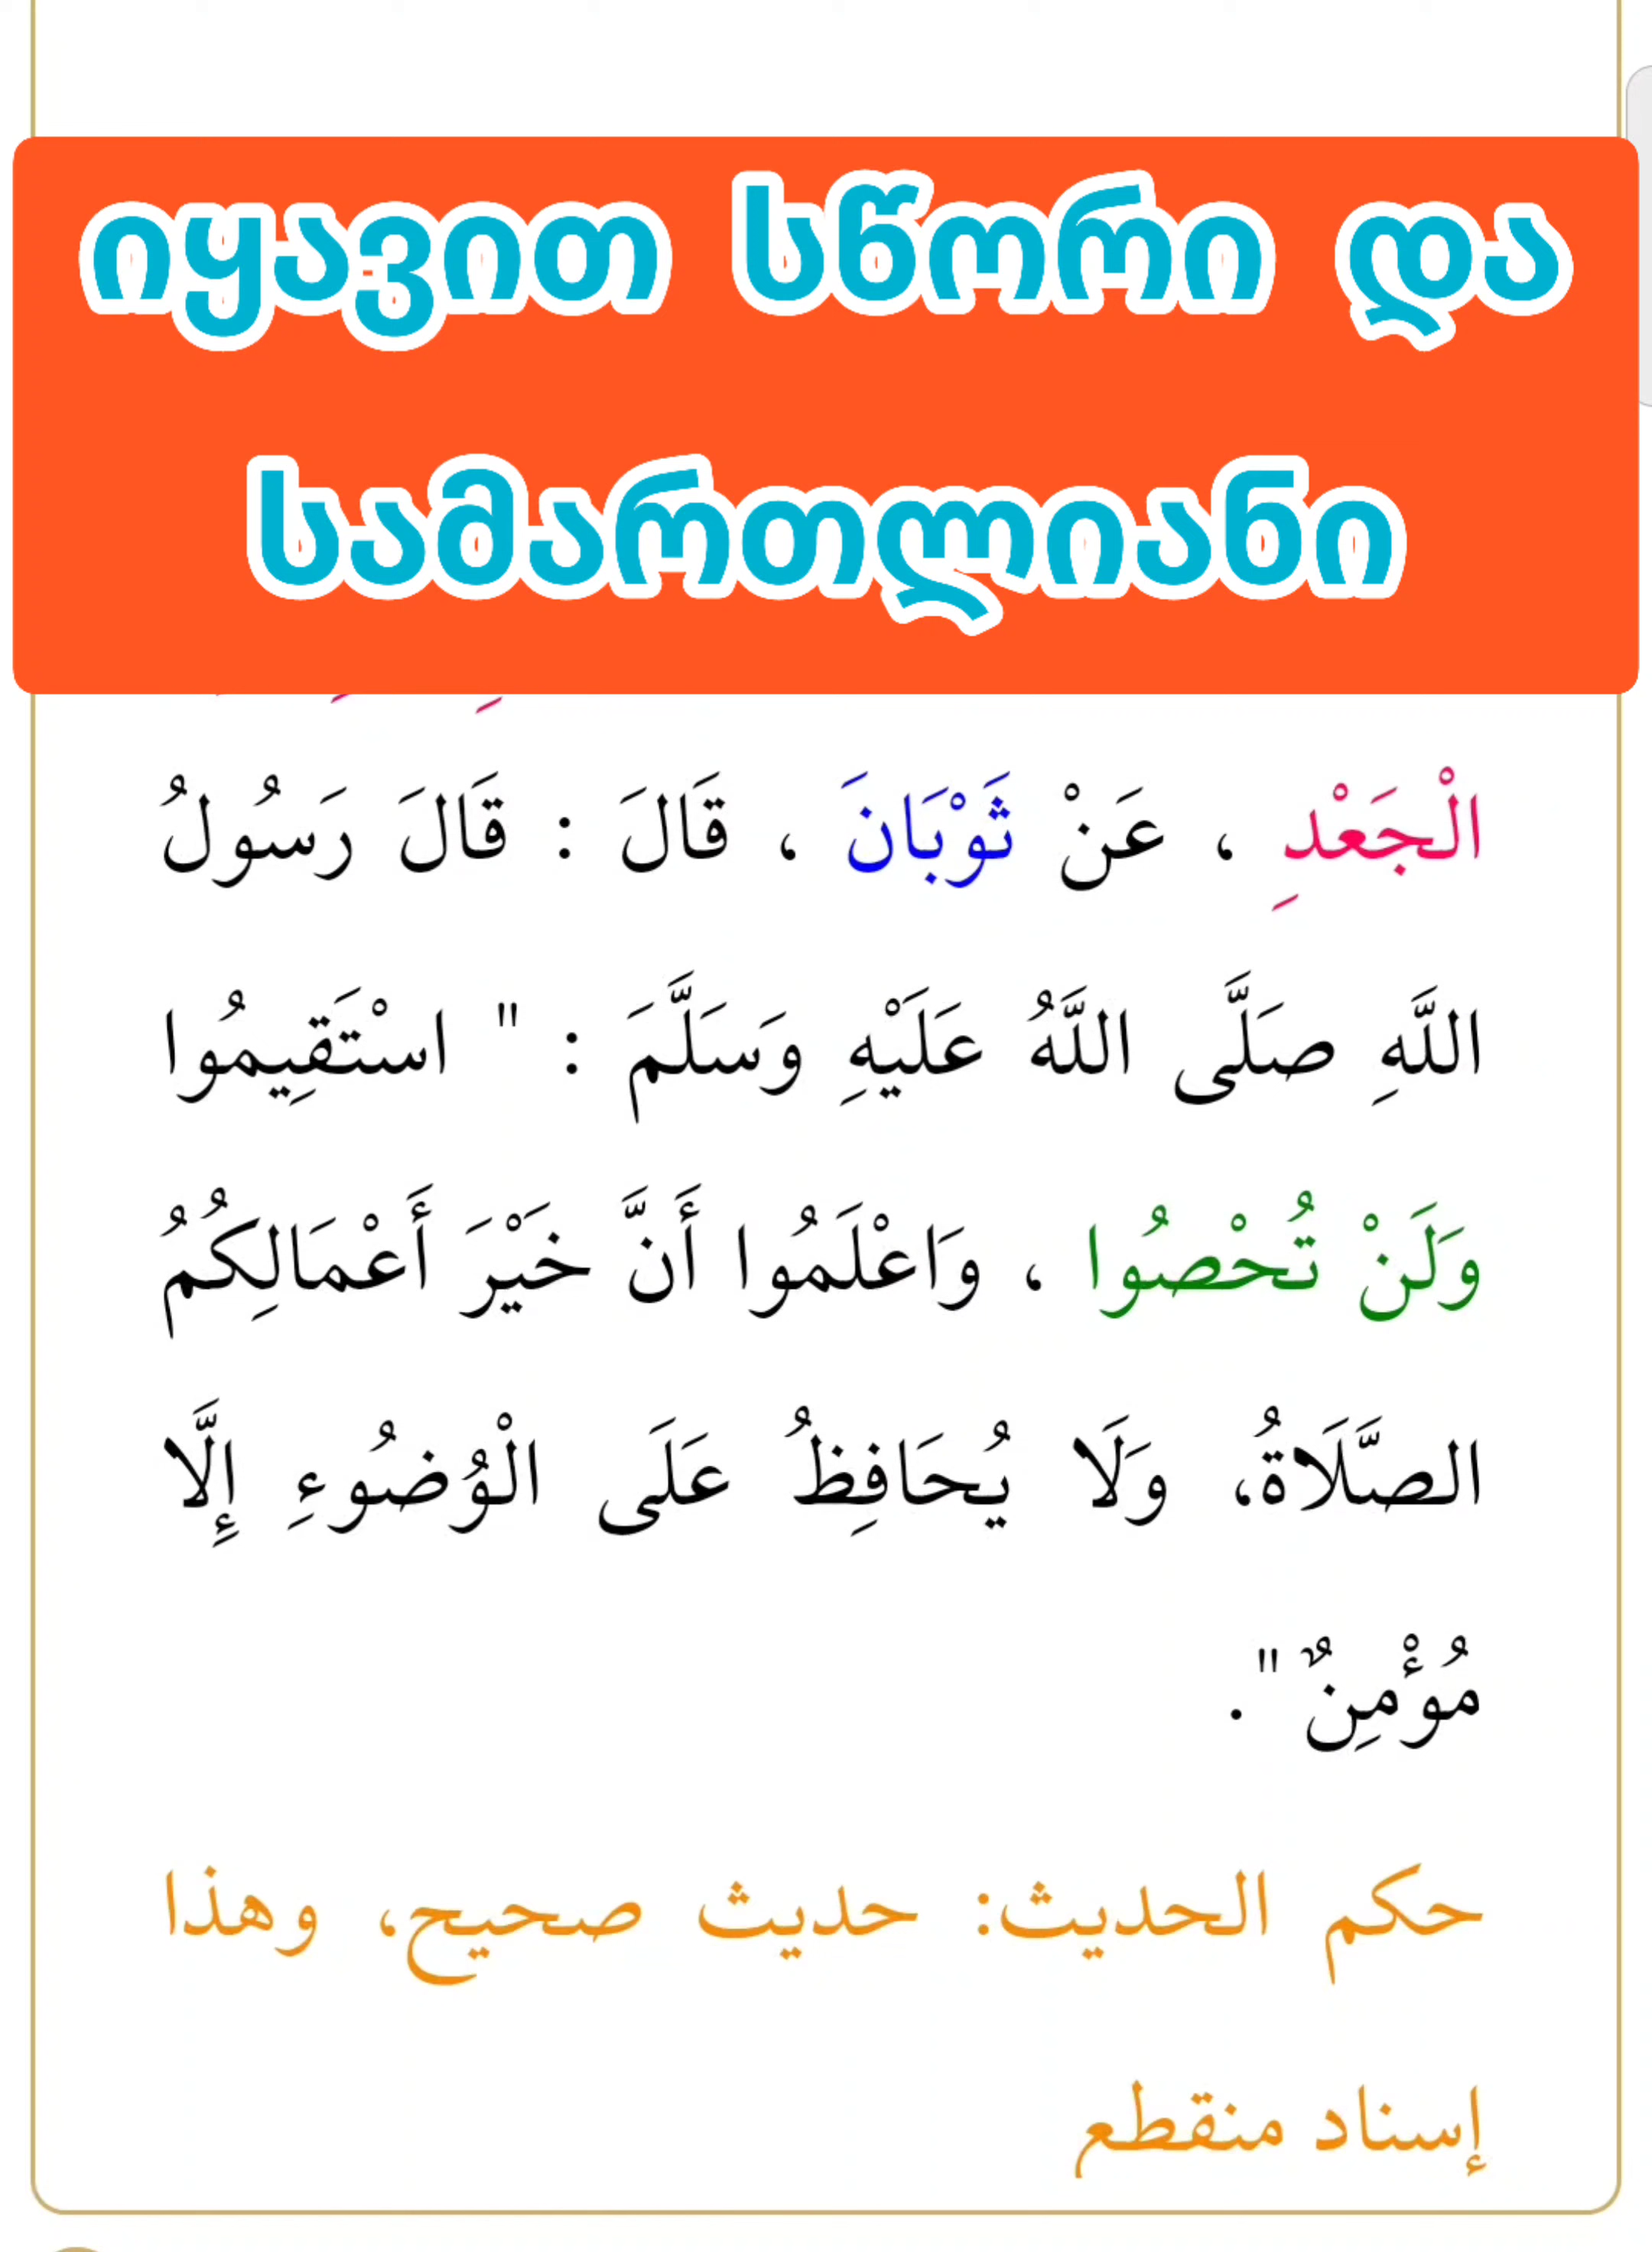 იყავით სწორი და
სამართლიანი
الْجَعْدِ ، عَنْ ثَوْبَانَ ، قَالَ : قَالَ رَسُولُ
اللَّهِ صَلَّى اللَّهُ عَلَيْهِ وَسَلَّمَ : " اسْتَقِيمُوا
وَلَنْ تُحْصُوا ، وَاعْلَمُوا أَنَّ خَيْرَ أَعْمَالِكُمُ
الصَّلَاةُ، وَلَا يُحَافِظُ عَلَى الْوُضُوءِ إِلَّا
مُؤْمِنٌ ".
حكم الحديث: حديث صحيح، وهذا
إسناد منقطع